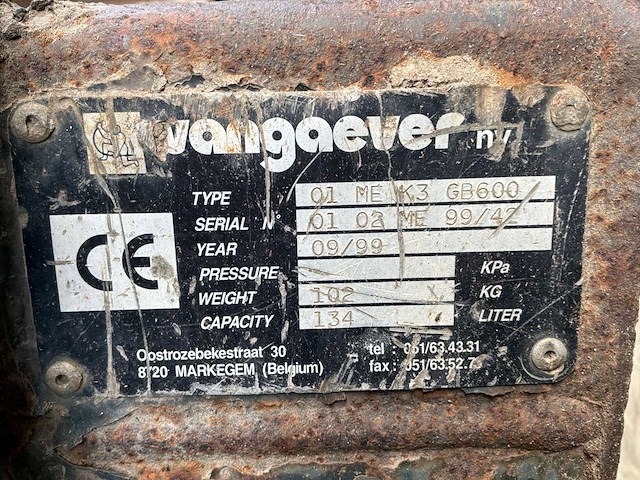 vangaever nv
TYPE 01 ME K3 GB600
SERIAL N° 01 02 ME 99/42
YEAR 09/99
PRESSURE KPa
WEIGHT 102 KG
CAPACITY 134 LITER
CE
Oostrozebekestraat 30 tel : 051/63.43.31
8720 MARKEGEM (Belgium) fax : 051/63.52.7